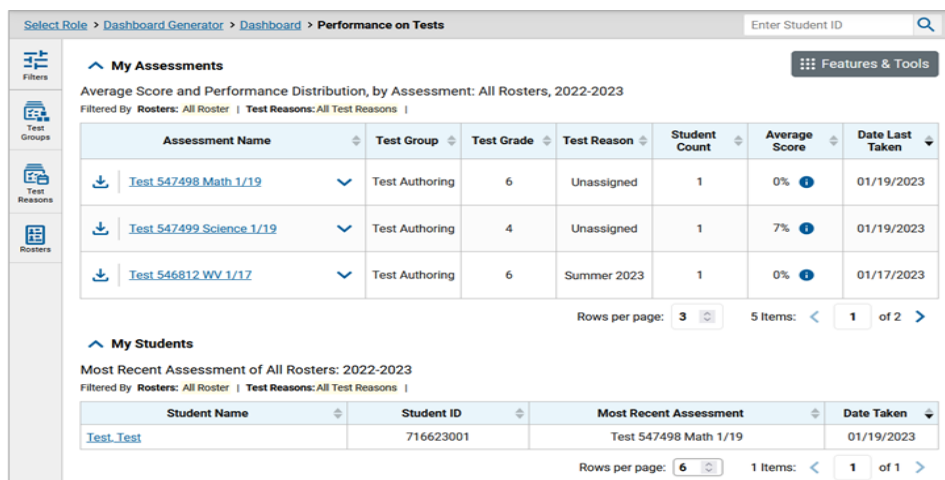 Select Role > Dashboard Generator > Dashboard > Performance on Tests
Enter Student ID
Filters
Test Groups
Test Reasons
Rosters
My Assessments
Features & Tools
Average Score and Performance Distribution, by Assessment: All Rosters, 2022-2023
Filtered By Rosters: All Roster | Test Reasons: All Test Reasons |
Assessment Name Test Group Test Grade Test Reason Student Count Average Score Date Last Taken
Test 547498 Math 1/19 Test Authoring 6 Unassigned 1 0% 01/19/2023
Test 547499 Science 1/19 Test Authoring 4 Unassigned 1 7% 01/19/2023
Test 546812 WV 1/17 Test Authoring 6 Summer 2023 1 0% 01/17/2023
Rows per page: 3 5 Items: < 1 of 2 >
My Students
Most Recent Assessment of All Rosters: 2022-2023
Filtered By Rosters: All Roster | Test Reasons: All Test Reasons |
Student Name Student ID Most Recent Assessment Date Taken
Test, Test 716623001 Test 547498 Math 1/19 01/19/2023
Rows per page: 6 1 Items: < 1 of 1 >